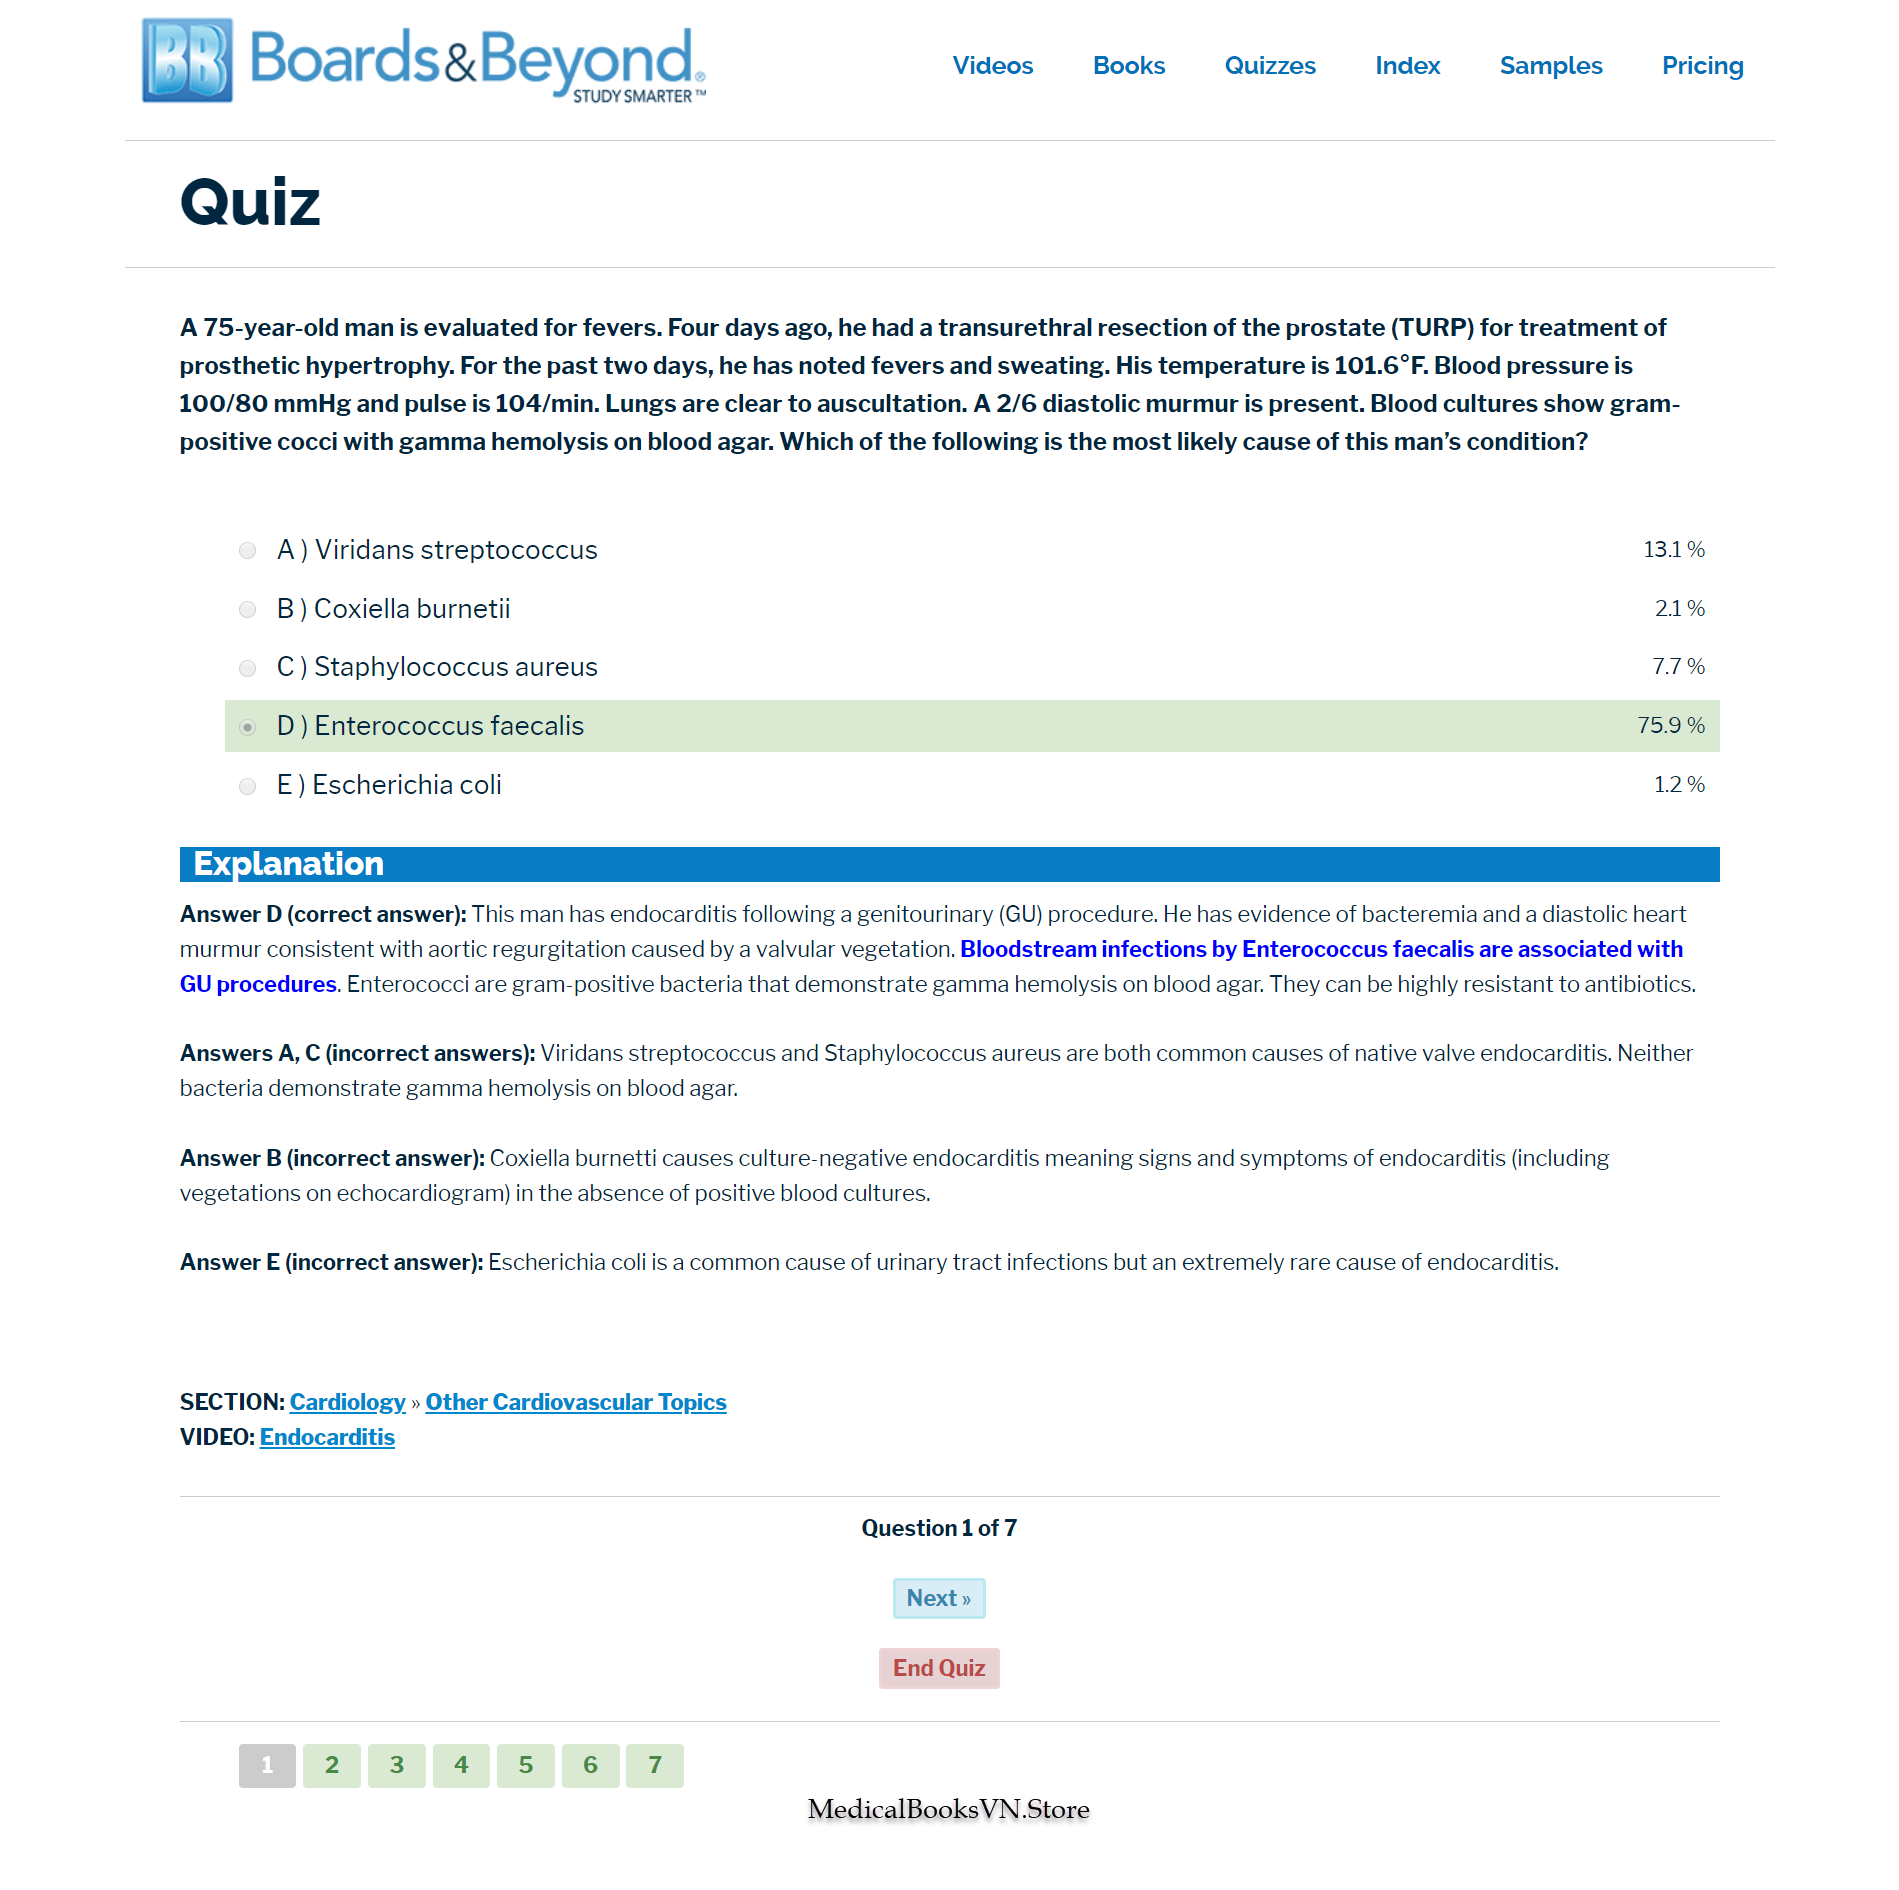 BB Boards&Beyond®
STUDY SMARTER™
Videos Books Quizzes Index Samples Pricing
Quiz
A 75-year-old man is evaluated for fevers. Four days ago, he had a transurethral resection of the prostate (TURP) for treatment of
prosthetic hypertrophy. For the past two days, he has noted fevers and sweating. His temperature is 101.6°F. Blood pressure is
100/80 mmHg and pulse is 104/min. Lungs are clear to auscultation. A 2/6 diastolic murmur is present. Blood cultures show gram-
positive cocci with gamma hemolysis on blood agar. Which of the following is the most likely cause of this man’s condition?
A ) Viridans streptococcus 13.1 %
B ) Coxiella burnetii 2.1 %
C ) Staphylococcus aureus 7.7 %
D ) Enterococcus faecalis 75.9 %
E ) Escherichia coli 1.2 %
Explanation
Answer D (correct answer): This man has endocarditis following a genitourinary (GU) procedure. He has evidence of bacteremia and a diastolic heart
murmur consistent with aortic regurgitation caused by a valvular vegetation. Bloodstream infections by Enterococcus faecalis are associated with
GU procedures. Enterococci are gram-positive bacteria that demonstrate gamma hemolysis on blood agar. They can be highly resistant to antibiotics.
Answers A, C (incorrect answers): Viridans streptococcus and Staphylococcus aureus are both common causes of native valve endocarditis. Neither
bacteria demonstrate gamma hemolysis on blood agar.
Answer B (incorrect answer): Coxiella burnetti causes culture-negative endocarditis meaning signs and symptoms of endocarditis (including
vegetations on echocardiogram) in the absence of positive blood cultures.
Answer E (incorrect answer): Escherichia coli is a common cause of urinary tract infections but an extremely rare cause of endocarditis.
SECTION: Cardiology » Other Cardiovascular Topics
VIDEO: Endocarditis
Question 1 of 7
Next »
End Quiz
1 2 3 4 5 6 7
MedicalBooksVN.Store